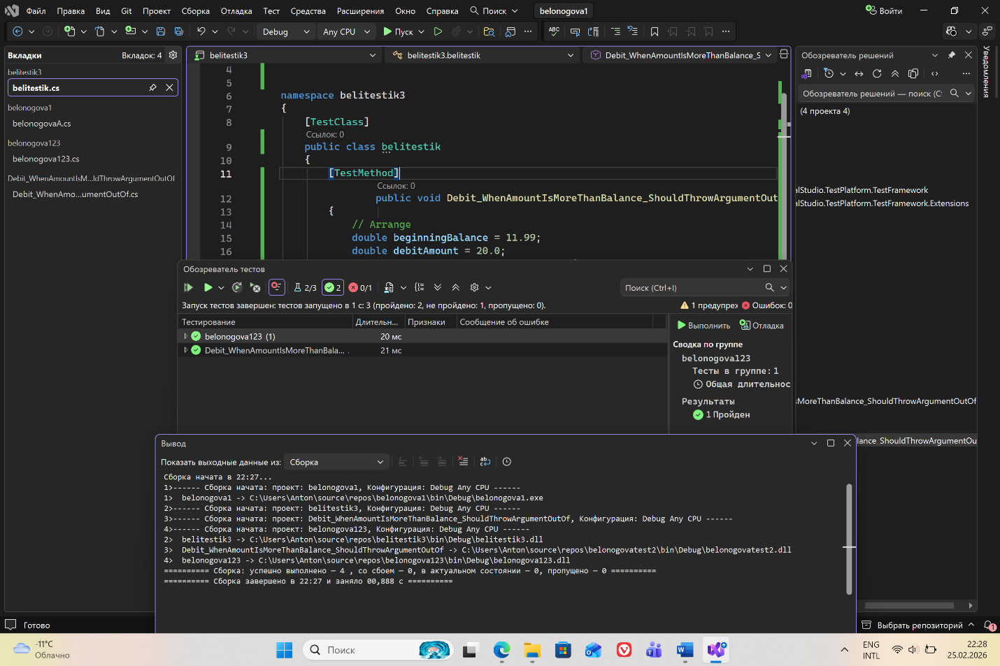 Файл Правка Вид Git Проект Сборка Отладка Тест Средства Расширения Окно Справка Поиск belonogova1 Войти
Debug Any CPU Пуск
Вкладки Вкладок: 4
belitestik3
belitestik.cs
belonogova1
belonogovaA.cs
belonogova123
belonogova123.cs
Debit_WhenAmountIsM...ldThrowArgumentOutOf
Debit_WhenAmo...umentOutOf.cs
belitestik3 belitestik3.belitestik Debit_WhenAmountIsMoreThanBalance_S
4
5
6 namespace belitestik3
7 {
8 [TestClass]
Ссылок: 0
9 public class belitestik
10 {
11 [TestMethod]
Ссылок: 0
12 public void Debit_WhenAmountIsMoreThanBalance_ShouldThrowArgumentOut
13 {
14 // Arrange
15 double beginningBalance = 11.99;
16 double debitAmount = 20.0;
Обозреватель решений
Обозреватель решений — поиск (Ct
(4 проекта 4)
alStudio.TestPlatform.TestFramework
alStudio.TestPlatform.TestFramework.Extensions
sMoreThanBalance_ShouldThrowArgumentOutOf
lance_ShouldThrowArgumentOu
Уведомления
Обозреватель тестов
2/3 2 0/1 Поиск (Ctrl+I)
Запуск тестов завершен: тестов запущено в 1 с: 3 (пройдено: 2, не пройдено: 1, пропущено: 0). 1 предупреж Ошибок: 0
Тестирование Длительн... Признаки Сообщение об ошибке
belonogova123 (1) 20 мс
Debit_WhenAmountIsMoreThanBala... 21 мс
Выполнить Отладка
Сводка по группе
belonogova123
Тесты в группе: 1
Общая длительнос
Результаты
1 Пройден
Вывод
Показать выходные данные из: Сборка
Сборка начата в 22:27...
1>------ Сборка начата: проект: belonogova1, Конфигурация: Debug Any CPU ------
1> belonogova1 -> C:\Users\Anton\source\repos\belonogova1\bin\Debug\belonogova1.exe
2>------ Сборка начата: проект: belitestik3, Конфигурация: Debug Any CPU ------
3>------ Сборка начата: проект: Debit_WhenAmountIsMoreThanBalance_ShouldThrowArgumentOutOf, Конфигурация: Debug Any CPU ------
4>------ Сборка начата: проект: belonogova123, Конфигурация: Debug Any CPU ------
2> belitestik3 -> C:\Users\Anton\source\repos\belitestik3\bin\Debug\belitestik3.dll
3> Debit_WhenAmountIsMoreThanBalance_ShouldThrowArgumentOutOf -> C:\Users\Anton\source\repos\belonogovatest2\bin\Debug\belonogovatest2.dll
4> belonogova123 -> C:\Users\Anton\source\repos\belonogova123\bin\Debug\belonogova123.dll
========== Сборка: успешно выполнено — 4 , со сбоем — 0, в актуальном состоянии — 0, пропущено — 0 ==========
========== Сборка завершено в 22:27 и заняло 00,888 с ==========
Готово Выбрать репозиторий 1
-11°C
Облачно
Поиск
ENG
INTL
22:28
25.02.2026